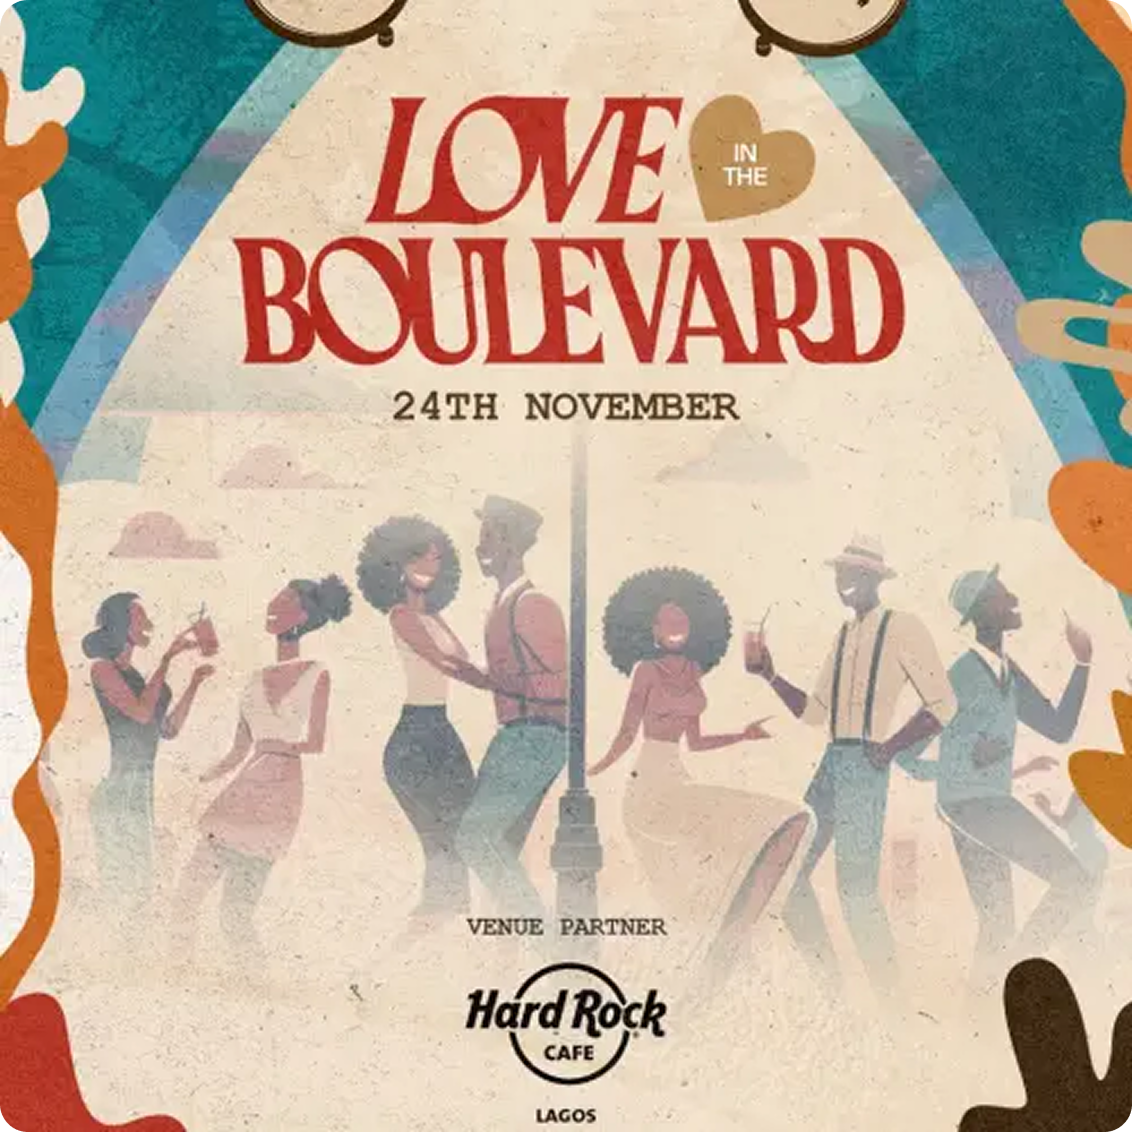 LOVE
IN
THE
BOULEVARD
24TH NOVEMBER
VENUE PARTNER
Hard Rock
CAFE
LAGOS